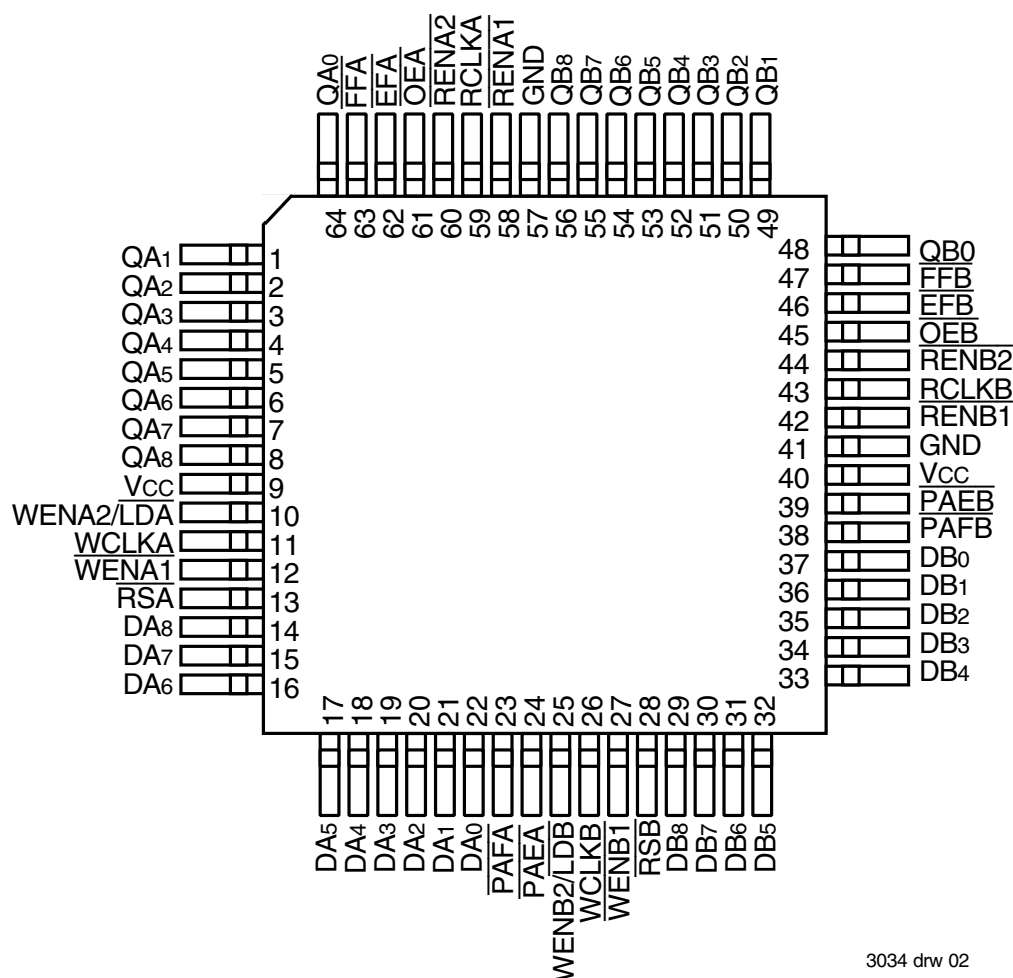 QA0
FFA
EFA
OEA
RENA2
RCLKA
RENA1
GND
QB8
QB7
QB6
QB5
QB4
QB3
QB2
QB1
64
63
62
61
60
59
58
57
56
55
54
53
52
51
50
49
QA1 1
QA2 2
QA3 3
QA4 4
QA5 5
QA6 6
QA7 7
QA8 8
VCC 9
WENA2/LDA 10
WCLKA 11
WENA1 12
RSA 13
DA8 14
DA7 15
DA6 16
48 QB0
47 FFB
46 EFB
45 OEB
44 RENB2
43 RCLKB
42 RENB1
41 GND
40 VCC
39 PAEB
38 PAFB
37 DB0
36 DB1
35 DB2
34 DB3
33 DB4
17
18
19
20
21
22
23
24
25
26
27
28
29
30
31
32
DA5
DA4
DA3
DA2
DA1
DA0
PAFA
PAEA
WENB2/LDB
WCLKB
WENB1
RSB
DB8
DB7
DB6
DB5
3034 drw 02